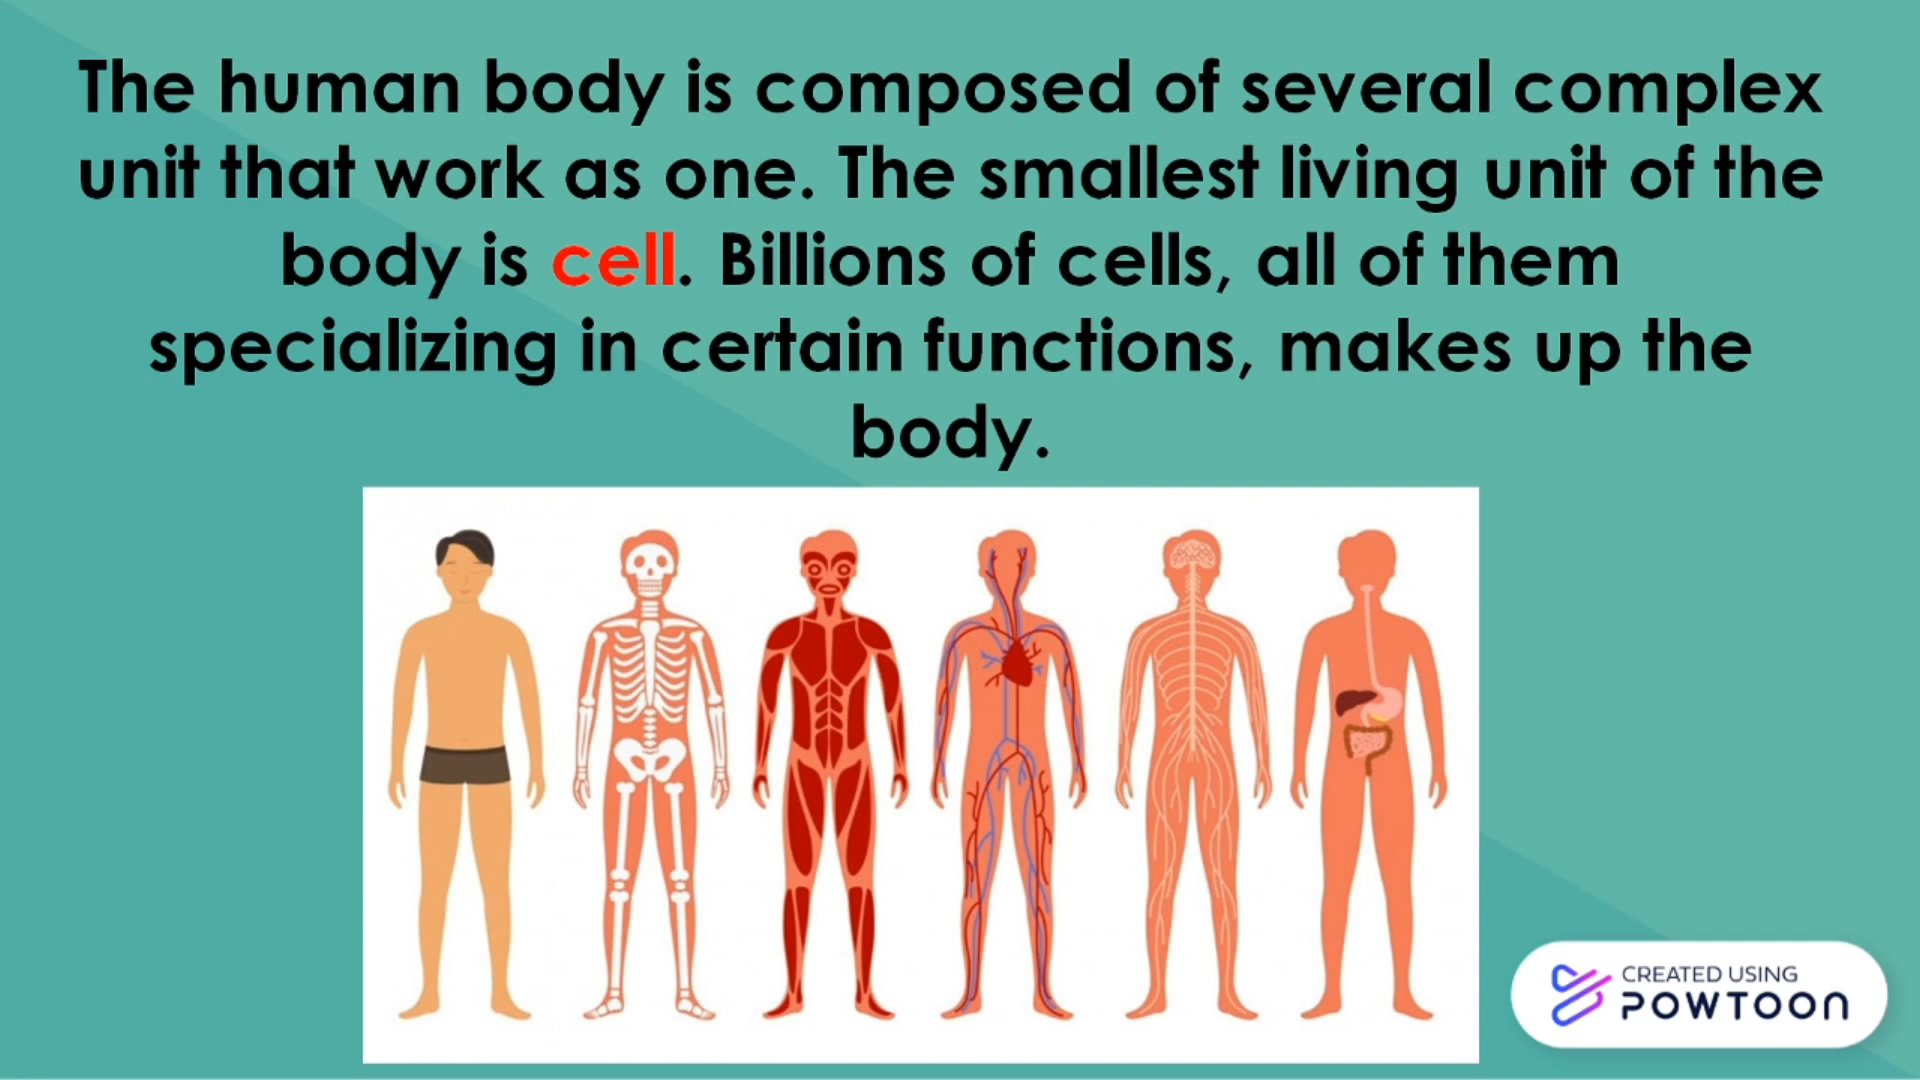 The human body is composed of several complex
unit that work as one. The smallest living unit of the
body is cell. Billions of cells, all of them
specializing in certain functions, makes up the
body.
CREATED USING
POWTOON